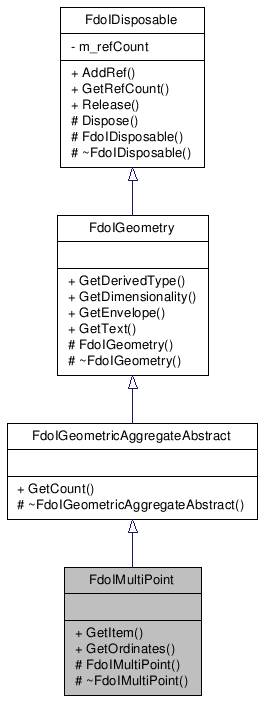 FdoIDisposable
- m_refCount
+ AddRef()
+ GetRefCount()
+ Release()
# Dispose()
# FdoIDisposable()
# ~FdoIDisposable()
FdoIGeometry
+ GetDerivedType()
+ GetDimensionality()
+ GetEnvelope()
+ GetText()
# FdoIGeometry()
# ~FdoIGeometry()
FdoIGeometricAggregateAbstract
+ GetCount()
# ~FdoIGeometricAggregateAbstract()
FdoIMultiPoint
+ GetItem()
+ GetOrdinates()
# FdoIMultiPoint()
# ~FdoIMultiPoint()